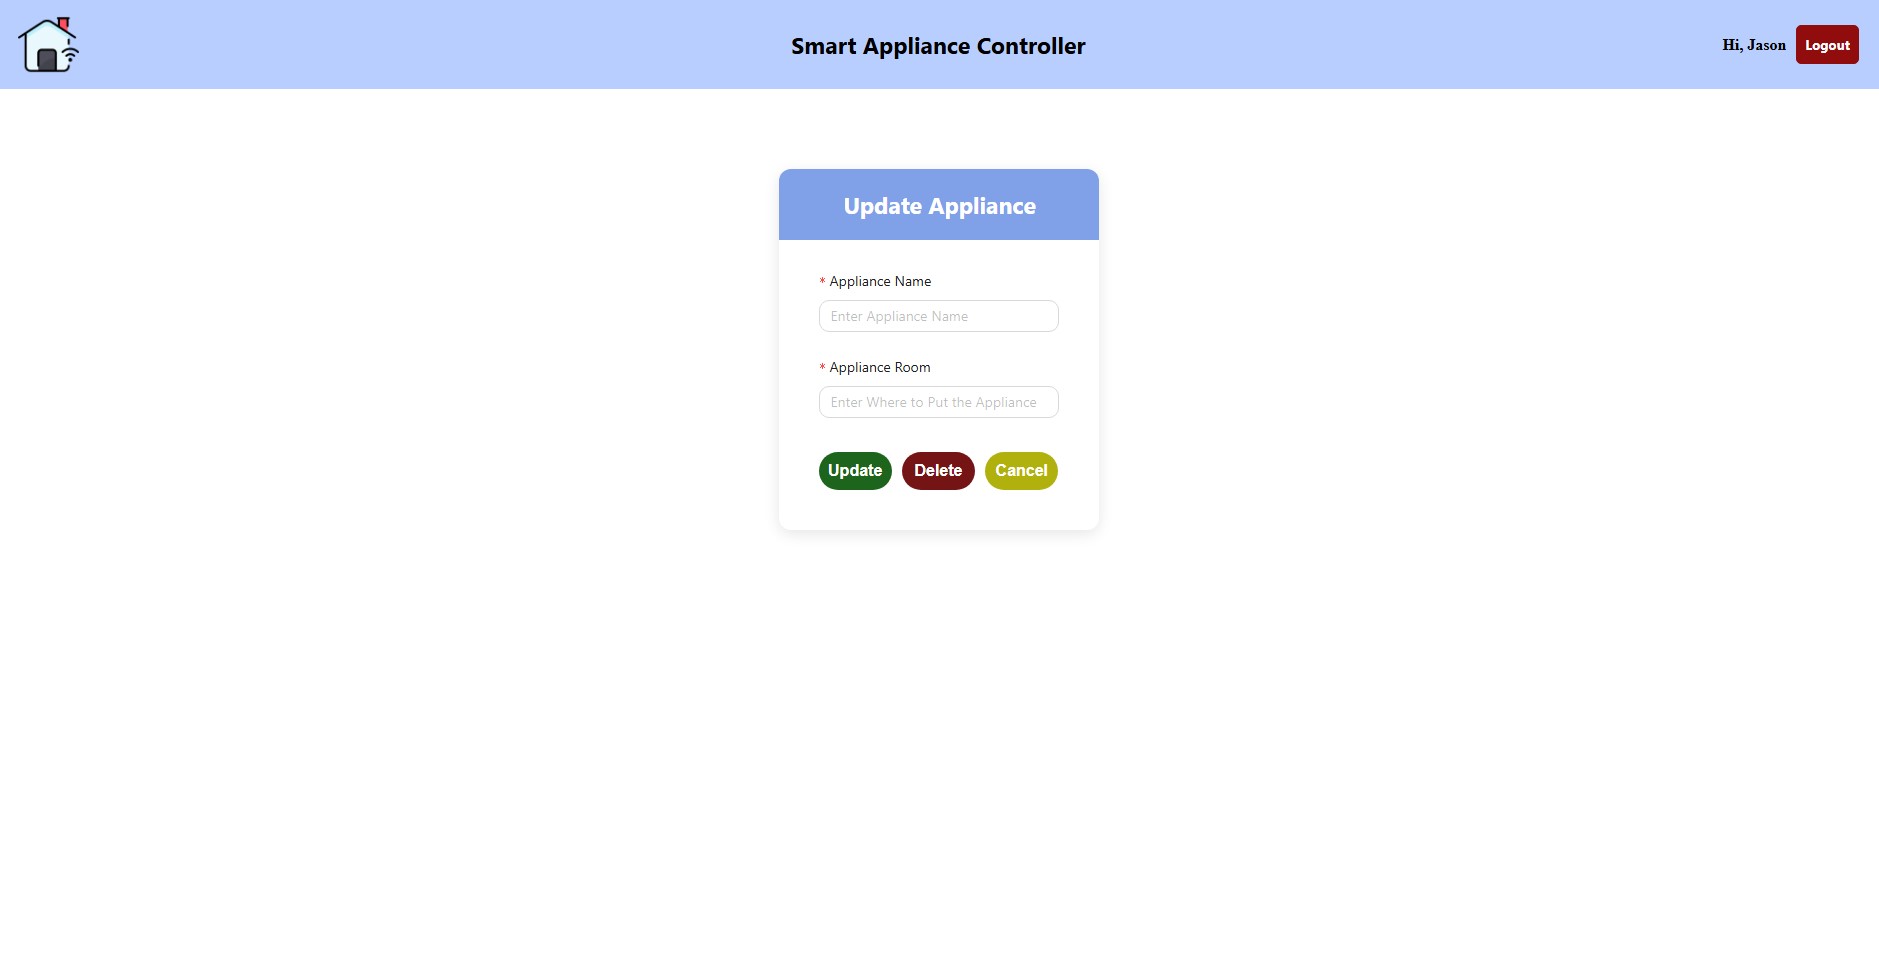 Smart Appliance Controller
Hi, Jason
Logout
Update Appliance
* Appliance Name
Enter Appliance Name
* Appliance Room
Enter Where to Put the Appliance
Update
Delete
Cancel